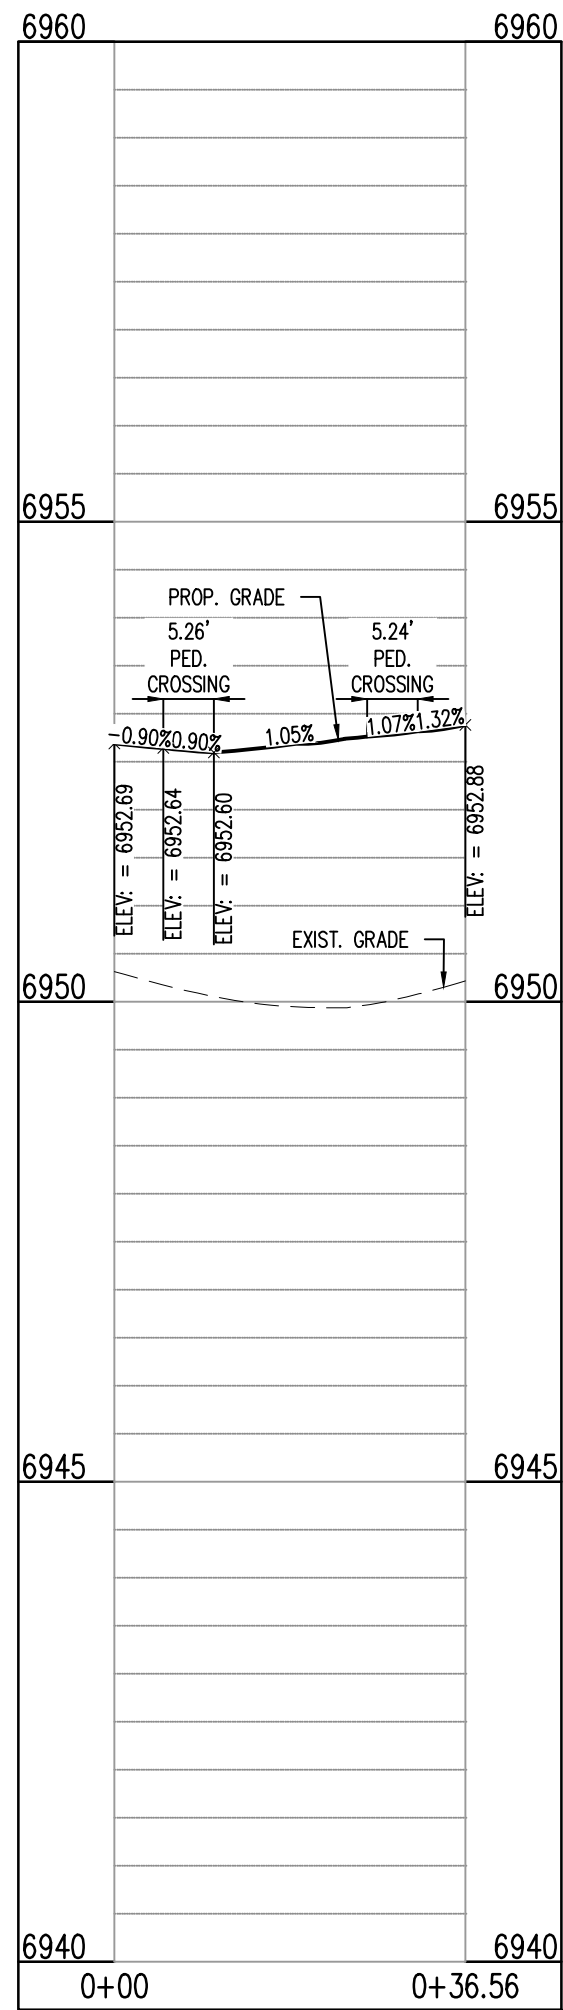 6960 6960
6955 6955
PROP. GRADE
5.26' 5.24'
PED. PED.
CROSSING CROSSING
-0.90% 0.90% 1.05% 1.07% 1.32%
ELEV: = 6952.69
ELEV: = 6952.64
ELEV: = 6952.60
ELEV: = 6952.88
EXIST. GRADE
6950 6950
6945 6945
6940 6940
0+00 0+36.56